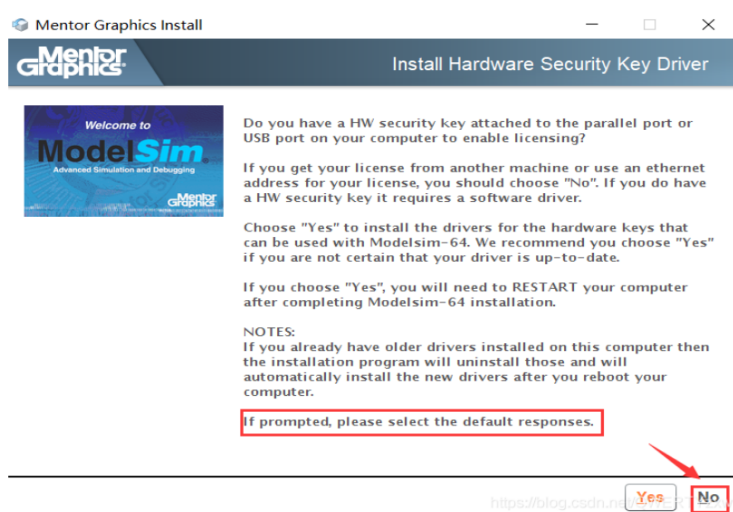 Mentor Graphics Install
Mentor
Graphics
Install Hardware Security Key Driver
Welcome to
ModelSim
Advanced Simulation and Debugging
Mentor
Graphics
Do you have a HW security key attached to the parallel port or
USB port on your computer to enable licensing?
If you get your license from another machine or use an ethernet
address for your license, you should choose "No". If you do have
a HW security key it requires a software driver.
Choose "Yes" to install the drivers for the hardware keys that
can be used with Modelsim-64. We recommend you choose "Yes"
if you are not certain that your driver is up-to-date.
If you choose "Yes", you will need to RESTART your computer
after completing Modelsim-64 installation.
NOTES:
If you already have older drivers installed on this computer then
the installation program will uninstall those and will
automatically install the new drivers after you reboot your
computer.
If prompted, please select the default responses.
Yes No